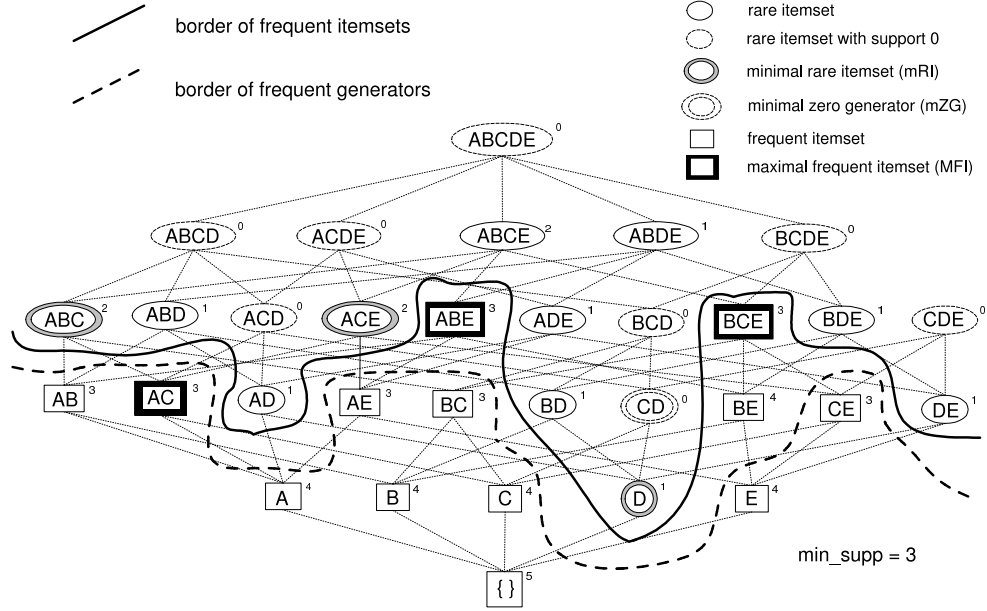 border of frequent itemsets
border of frequent generators
rare itemset
rare itemset with support 0
minimal rare itemset (mRI)
minimal zero generator (mZG)
frequent itemset
maximal frequent itemset (MFI)
ABCDE 0
ABCD 0 ACDE 0 ABCE 2 ABDE 1 BCDE 0
ABC 2 ABD 1 ACD 0 ACE 2 ABE 3 ADE 1 BCD 0 BCE 3 BDE 1 CDE 0
AB 3 AC 3 AD 1 AE 3 BC 3 BD 1 CD 0 BE 4 CE 3 DE 1
A 4 B 4 C 4 D 1 E 4
min_supp = 3
{ } 5